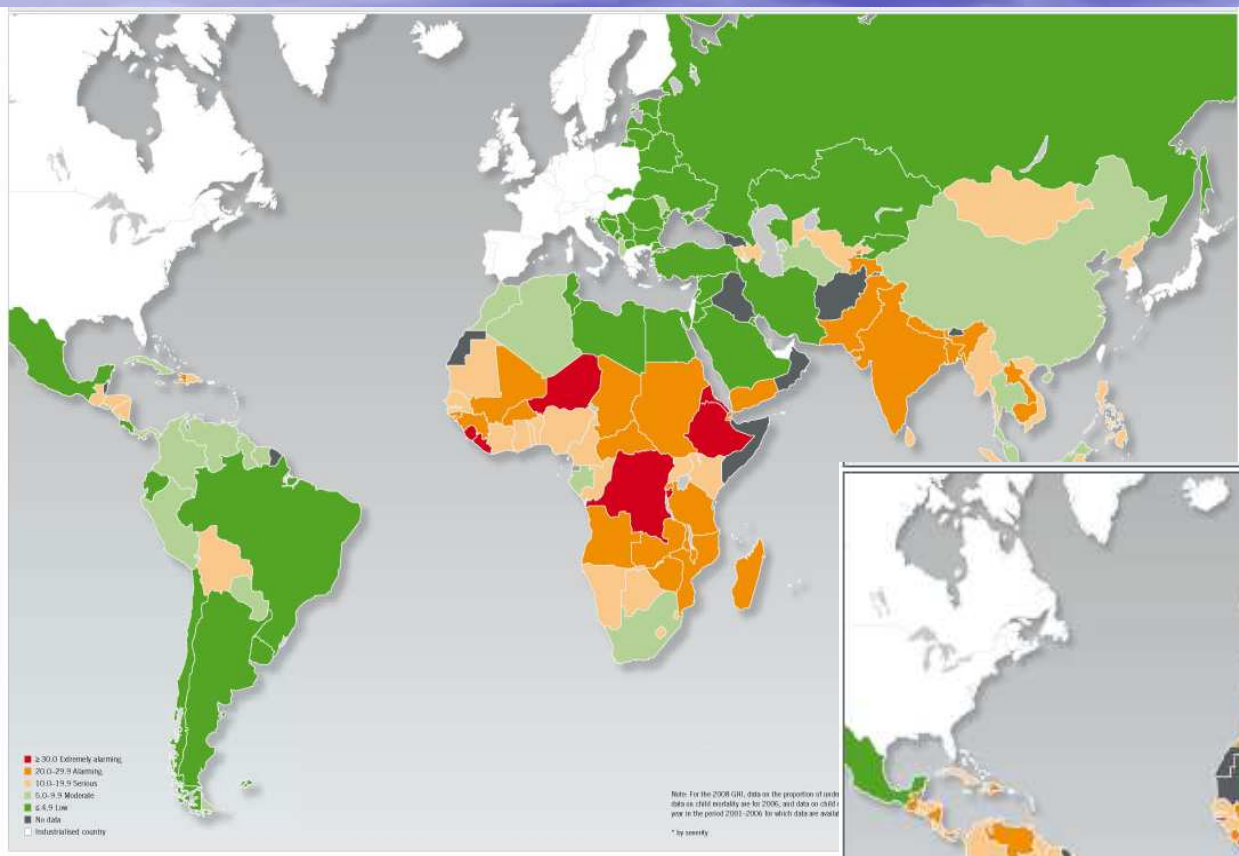 ≥ 30.0 Extremely alarming
20.0–29.9 Alarming
10.0–19.9 Serious
5.0–9.9 Moderate
≤ 4.9 Low
No data
Industrialised country
Note: For the 2008 GHI, data on the proportion of unde
data on child mortality are for 2006, and data on child
year in the period 2001–2006 for which data are availa
* by severity